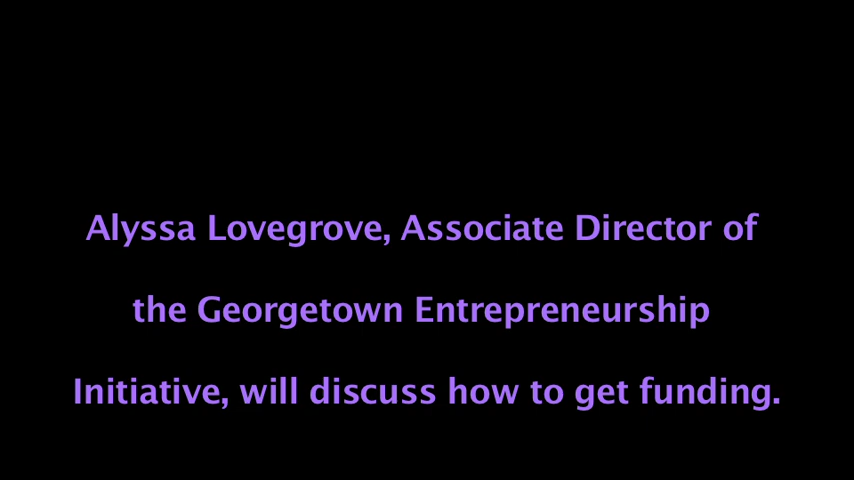 Alyssa Lovegrove, Associate Director of
the Georgetown Entrepreneurship
Initiative, will discuss how to get funding.